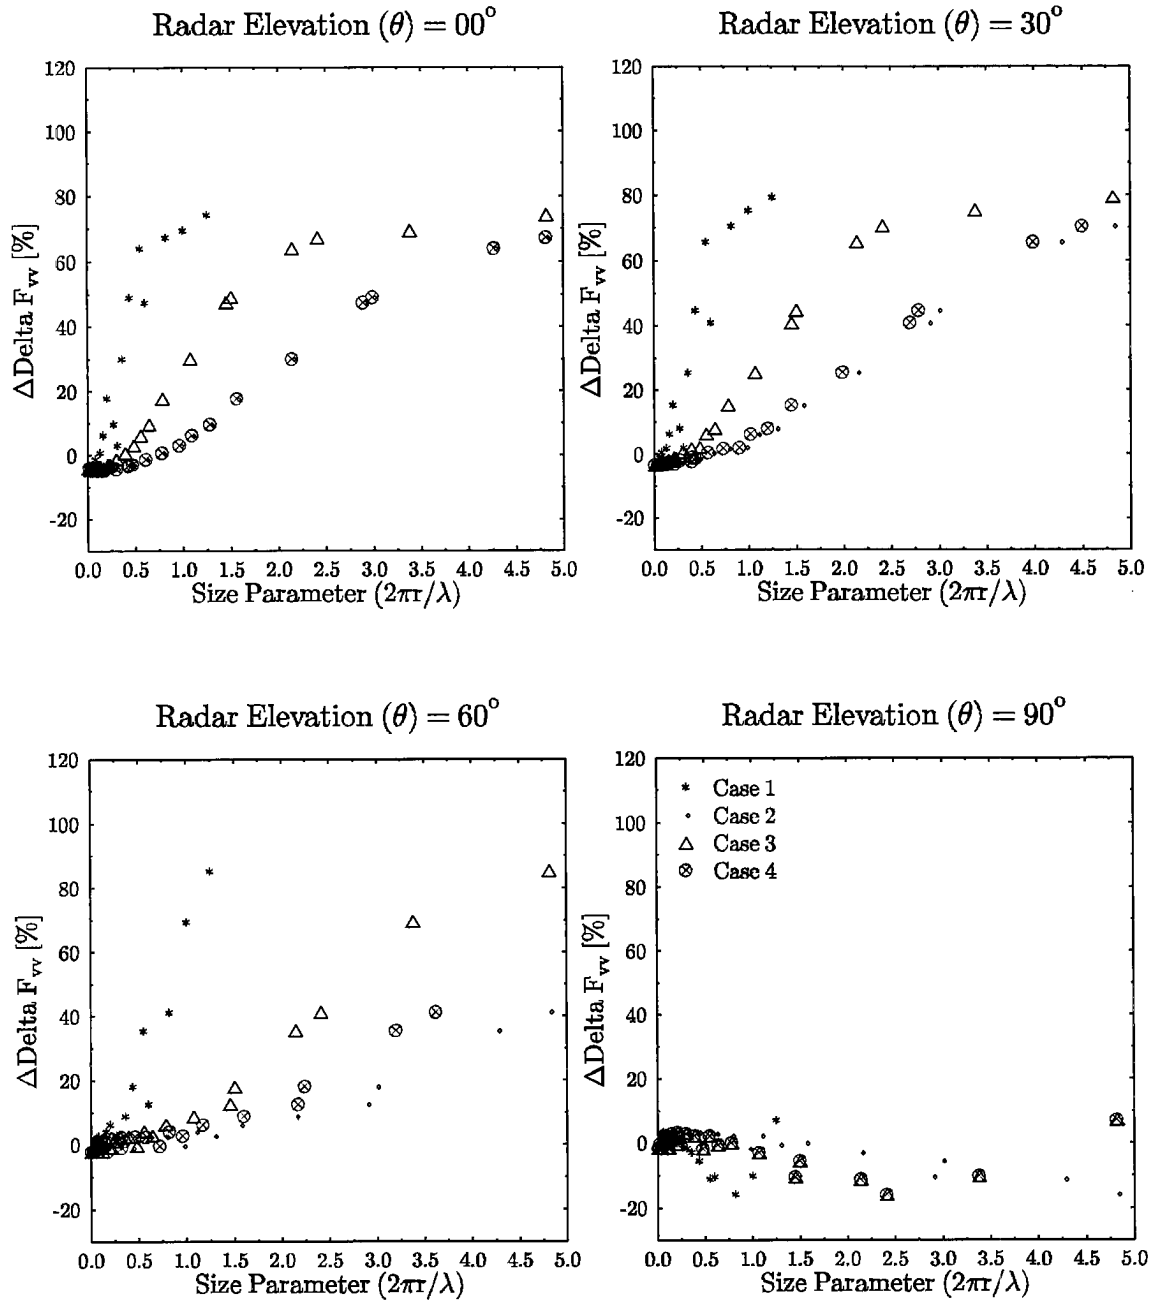 Radar Elevation (θ) = 00°
120
100
80
60
40
20
0
-20
ΔDelta Fvv [%]
0.0 0.5 1.0 1.5 2.0 2.5 3.0 3.5 4.0 4.5 5.0
Size Parameter (2πr/λ)
Radar Elevation (θ) = 30°
120
100
80
60
40
20
0
-20
ΔDelta Fvv [%]
0.0 0.5 1.0 1.5 2.0 2.5 3.0 3.5 4.0 4.5 5.0
Size Parameter (2πr/λ)
Radar Elevation (θ) = 60°
120
100
80
60
40
20
0
-20
ΔDelta Fvv [%]
0.0 0.5 1.0 1.5 2.0 2.5 3.0 3.5 4.0 4.5 5.0
Size Parameter (2πr/λ)
Radar Elevation (θ) = 90°
120
100
80
60
40
20
0
-20
ΔDelta Fvv [%]
Case 1
Case 2
Case 3
Case 4
0.0 0.5 1.0 1.5 2.0 2.5 3.0 3.5 4.0 4.5 5.0
Size Parameter (2πr/λ)